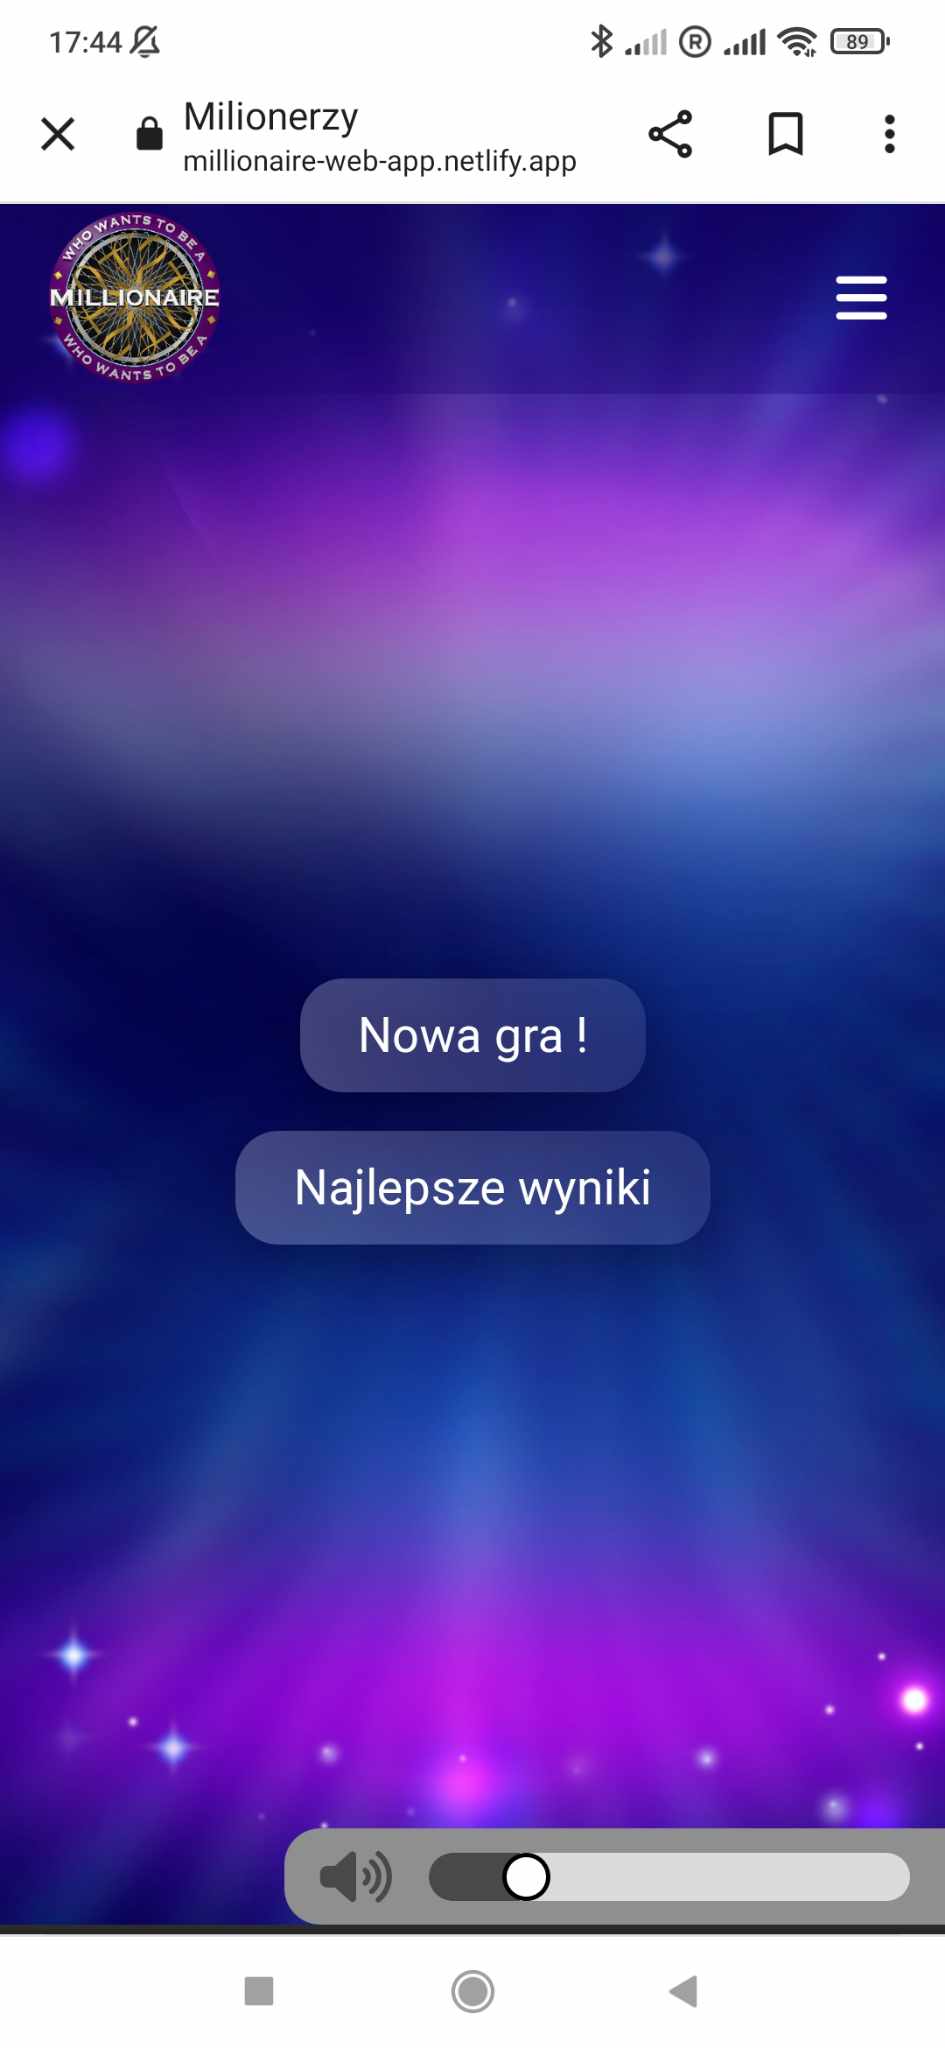 17:44
89
Milionerzy
millionaire-web-app.netlify.app
WHO WANTS TO BE A
MILLIONAIRE
WHO WANTS TO BE A
Nowa gra !
Najlepsze wyniki